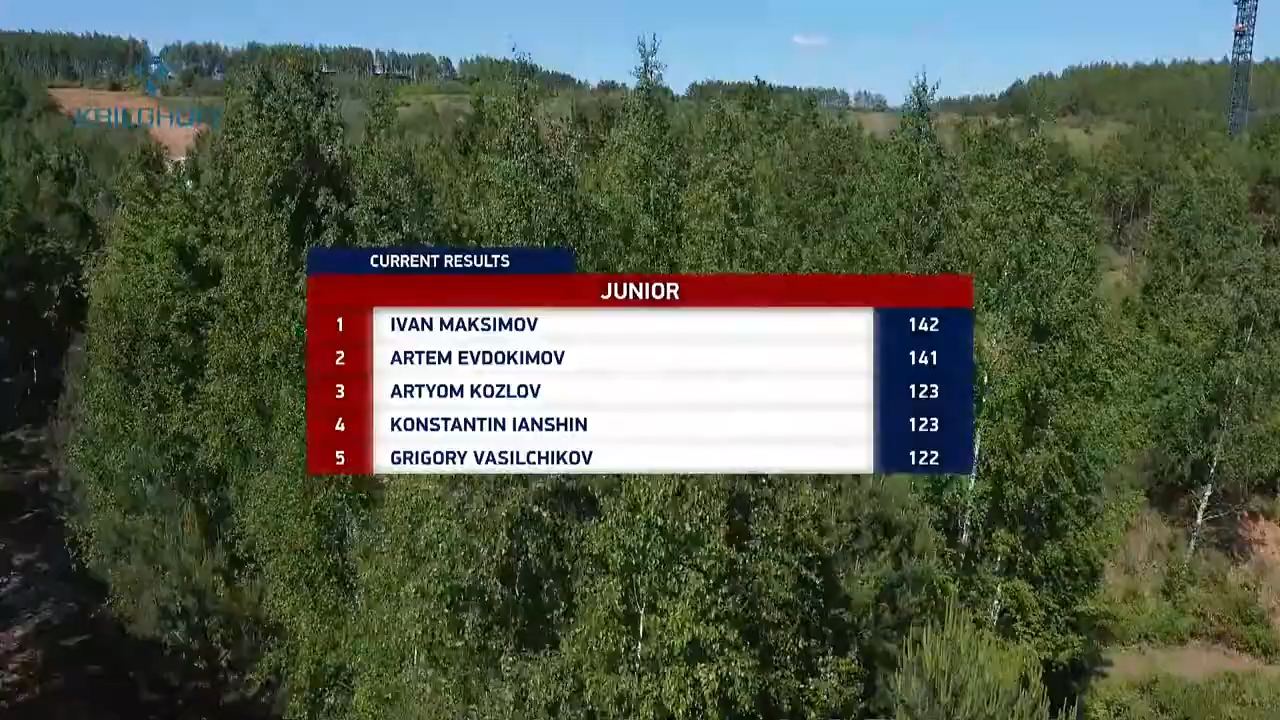 CURRENT RESULTS
JUNIOR
1 IVAN MAKSIMOV 142
2 ARTEM EVDOKIMOV 141
3 ARTYOM KOZLOV 123
4 KONSTANTIN IANSHIN 123
5 GRIGORY VASILCHIKOV 122